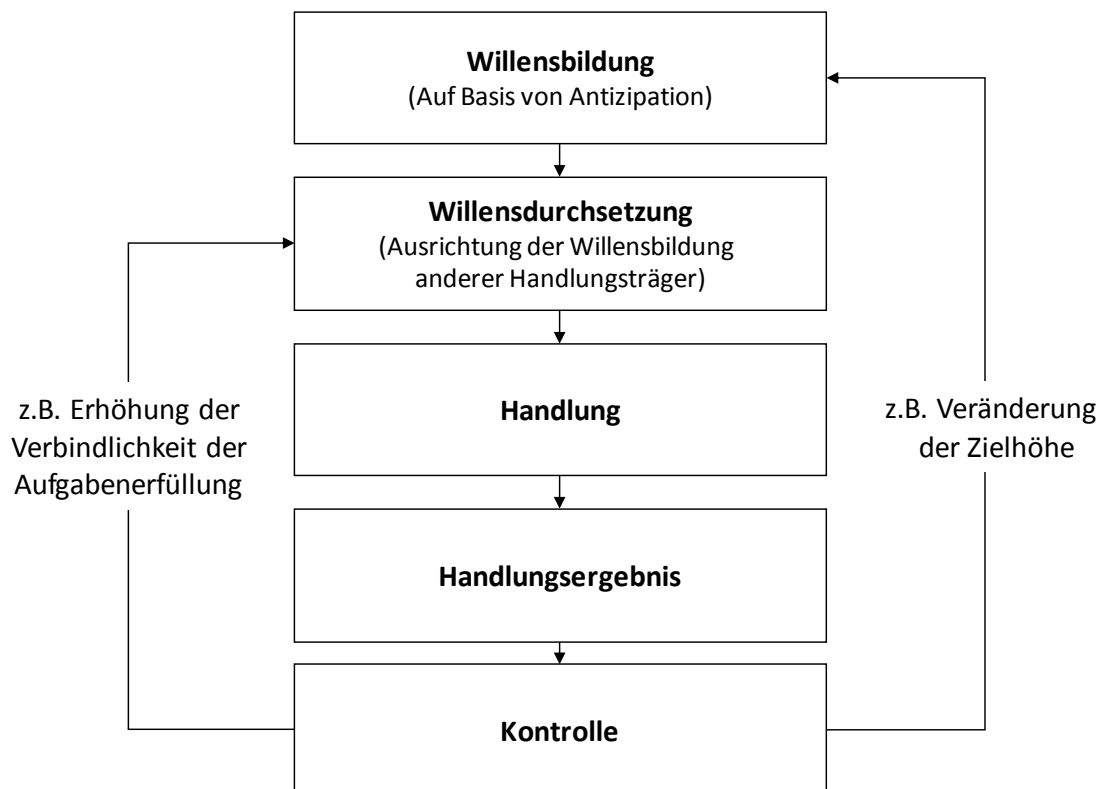 Willensbildung
(Auf Basis von Antizipation)
Willensdurchsetzung
(Ausrichtung der Willensbildung
anderer Handlungsträger)
Handlung
z.B. Erhöhung der
Verbindlichkeit der
Aufgabenerfüllung
z.B. Veränderung
der Zielhöhe
Handlungsergebnis
Kontrolle